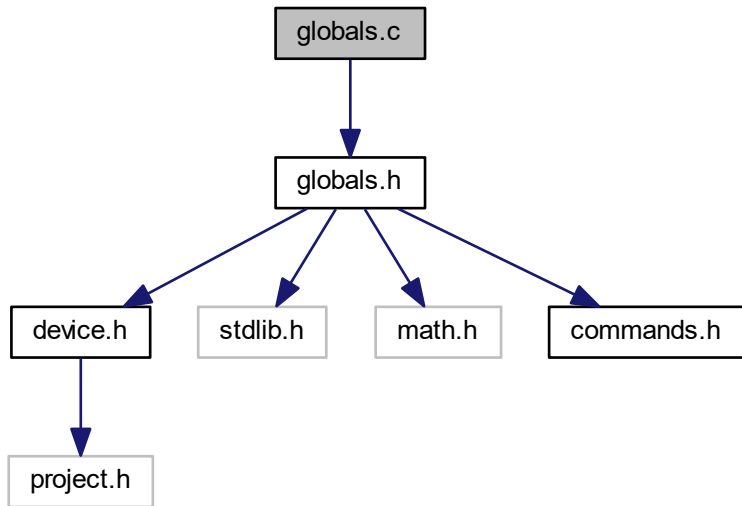 globals.c
globals.h
device.h
stdlib.h
math.h
commands.h
project.h